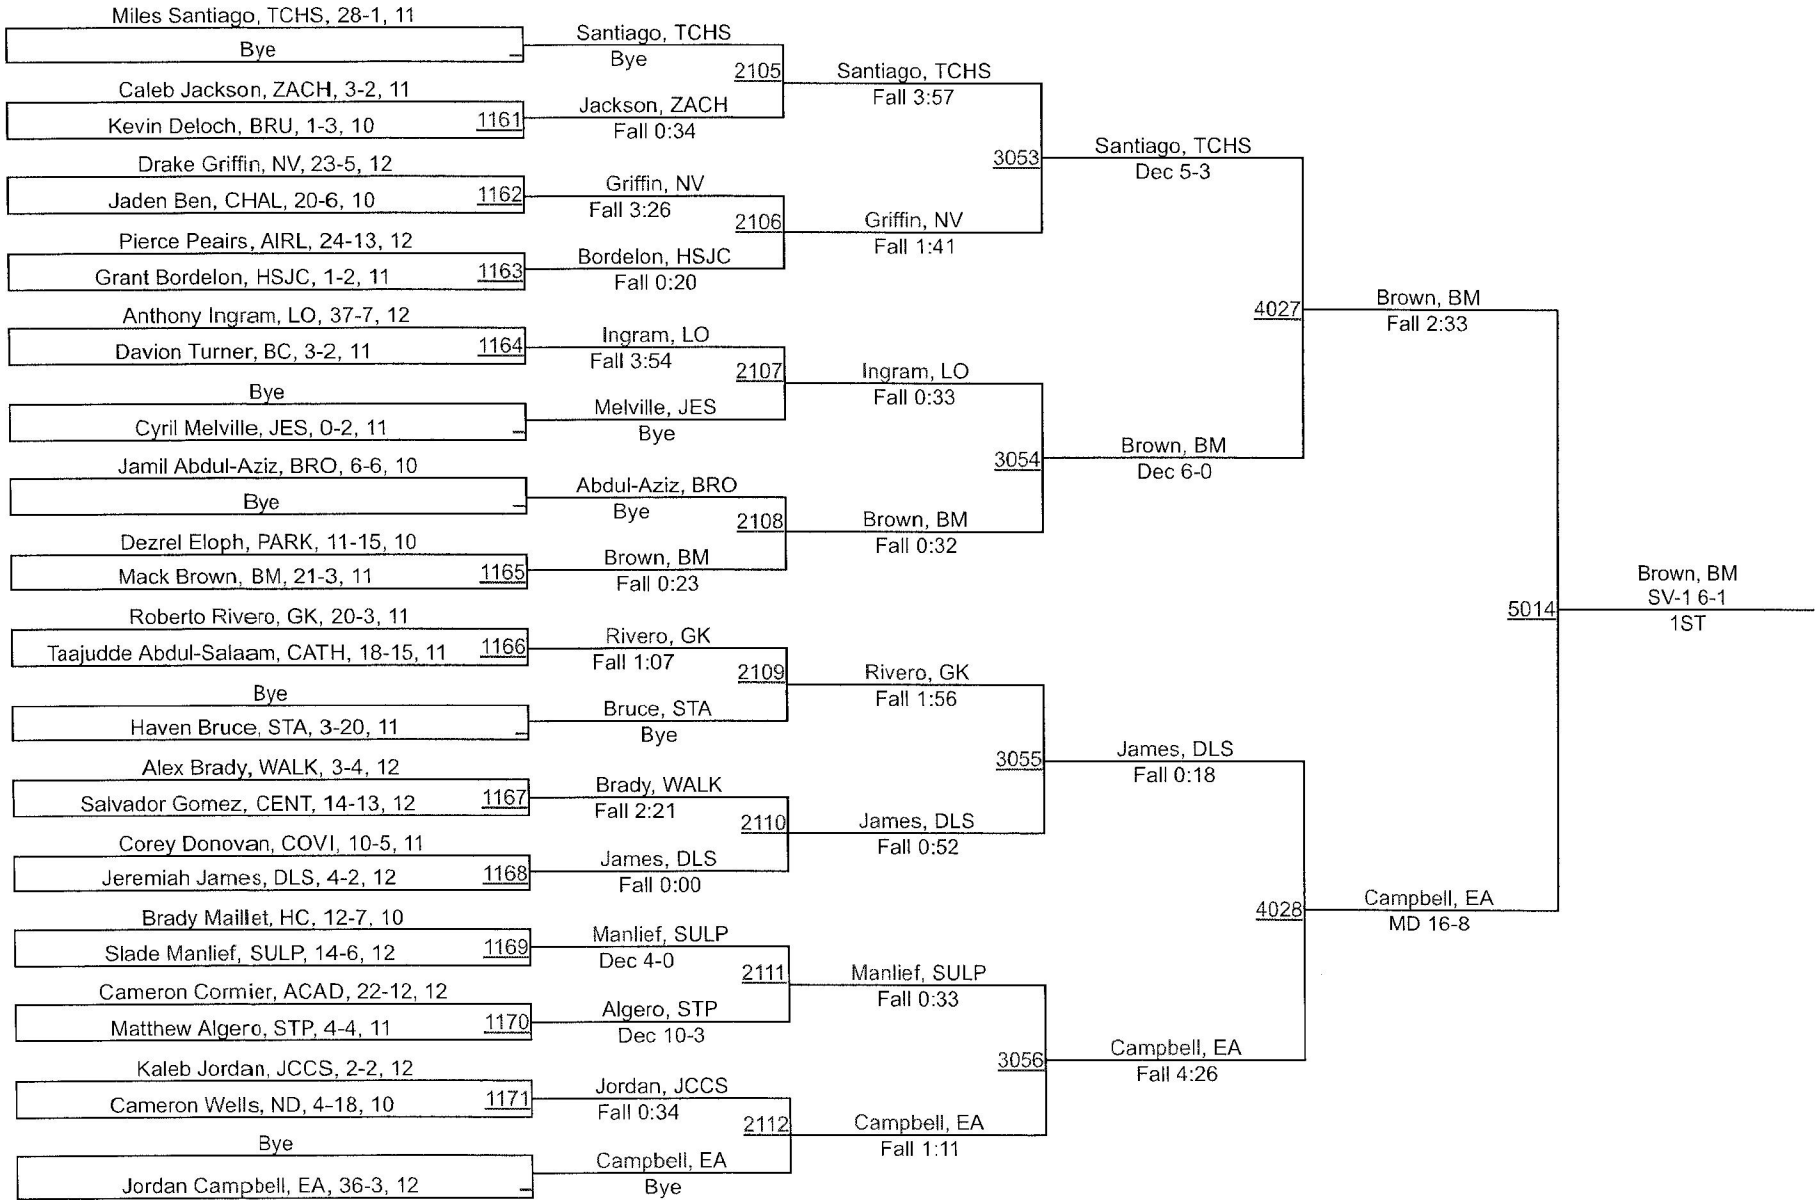 Miles Santiago, TCHS, 28-1, 11
Bye
Caleb Jackson, ZACH, 3-2, 11
Kevin Deloch, BRU, 1-3, 10
1161
Drake Griffin, NV, 23-5, 12
Jaden Ben, CHAL, 20-6, 10
1162
Pierce Peairs, AIRL, 24-13, 12
Grant Bordelon, HSJC, 1-2, 11
1163
Anthony Ingram, LO, 37-7, 12
Davion Turner, BC, 3-2, 11
1164
Bye
Cyril Melville, JES, 0-2, 11
Jamil Abdul-Aziz, BRO, 6-6, 10
Bye
Dezrel Eloph, PARK, 11-15, 10
Mack Brown, BM, 21-3, 11
1165
Roberto Rivero, GK, 20-3, 11
Taajudde Abdul-Salaam, CATH, 18-15, 11
1166
Bye
Haven Bruce, STA, 3-20, 11
Alex Brady, WALK, 3-4, 12
Salvador Gomez, CENT, 14-13, 12
1167
Corey Donovan, COVI, 10-5, 11
Jeremiah James, DLS, 4-2, 12
1168
Brady Maillet, HC, 12-7, 10
Slade Manlief, SULP, 14-6, 12
1169
Cameron Cormier, ACAD, 22-12, 12
Matthew Algero, STP, 4-4, 11
1170
Kaleb Jordan, JCCS, 2-2, 12
Cameron Wells, ND, 4-18, 10
1171
Bye
Jordan Campbell, EA, 36-3, 12
Santiago, TCHS
Bye
2105
Jackson, ZACH
Fall 0:34
Griffin, NV
Fall 3:26
2106
Bordelon, HSJC
Fall 0:20
Ingram, LO
Fall 3:54
2107
Melville, JES
Bye
Abdul-Aziz, BRO
Bye
2108
Brown, BM
Fall 0:23
Rivero, GK
Fall 1:07
2109
Bruce, STA
Bye
Brady, WALK
Fall 2:21
2110
James, DLS
Fall 0:00
Manlief, SULP
Dec 4-0
2111
Algero, STP
Dec 10-3
Jordan, JCCS
Fall 0:34
2112
Campbell, EA
Bye
Santiago, TCHS
Fall 3:57
3053
Griffin, NV
Fall 1:41
Ingram, LO
Fall 0:33
3054
Brown, BM
Fall 0:32
Rivero, GK
Fall 1:56
3055
James, DLS
Fall 0:52
Manlief, SULP
Fall 0:33
3056
Campbell, EA
Fall 1:11
Santiago, TCHS
Dec 5-3
4027
Brown, BM
Dec 6-0
James, DLS
Fall 0:18
4028
Campbell, EA
Fall 4:26
Brown, BM
Fall 2:33
5014
Campbell, EA
MD 16-8
Brown, BM
SV-1 6-1
1ST